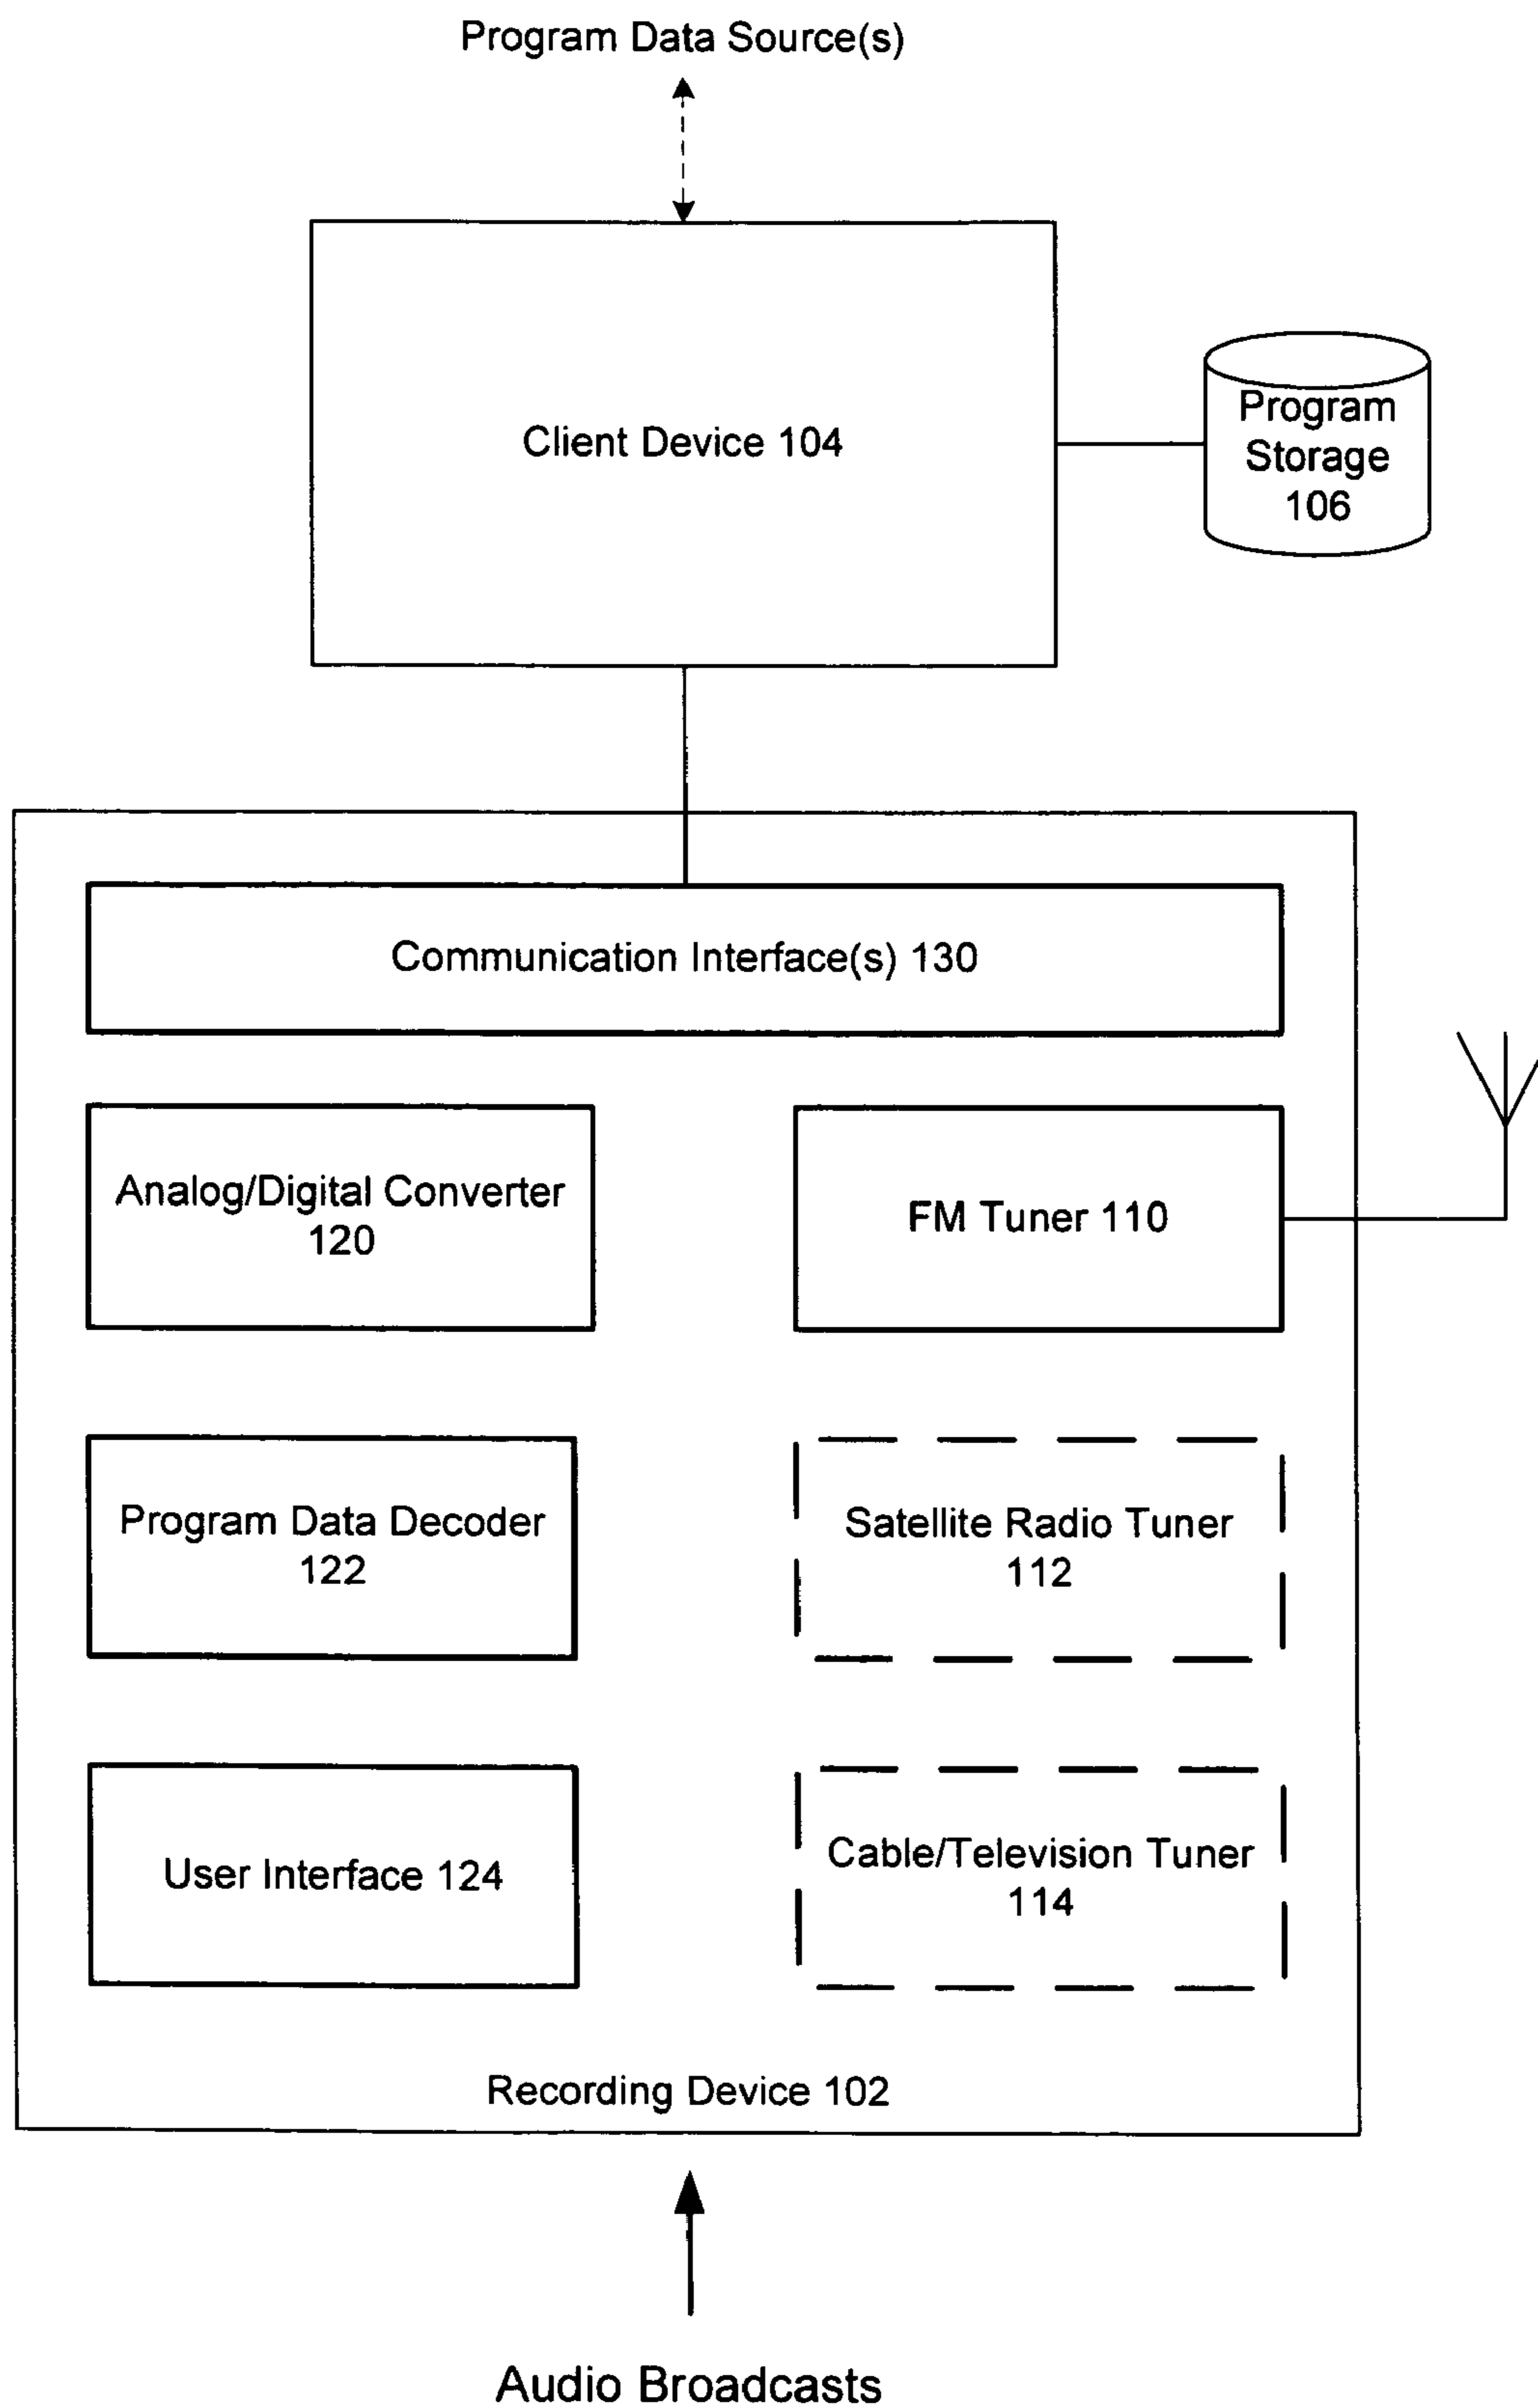 Program Data Source(s)
Client Device 104
Program
Storage
106
Communication Interface(s) 130
Analog/Digital Converter
120
FM Tuner 110
Program Data Decoder
122
Satellite Radio Tuner
112
User Interface 124
Cable/Television Tuner
114
Recording Device 102
Audio Broadcasts